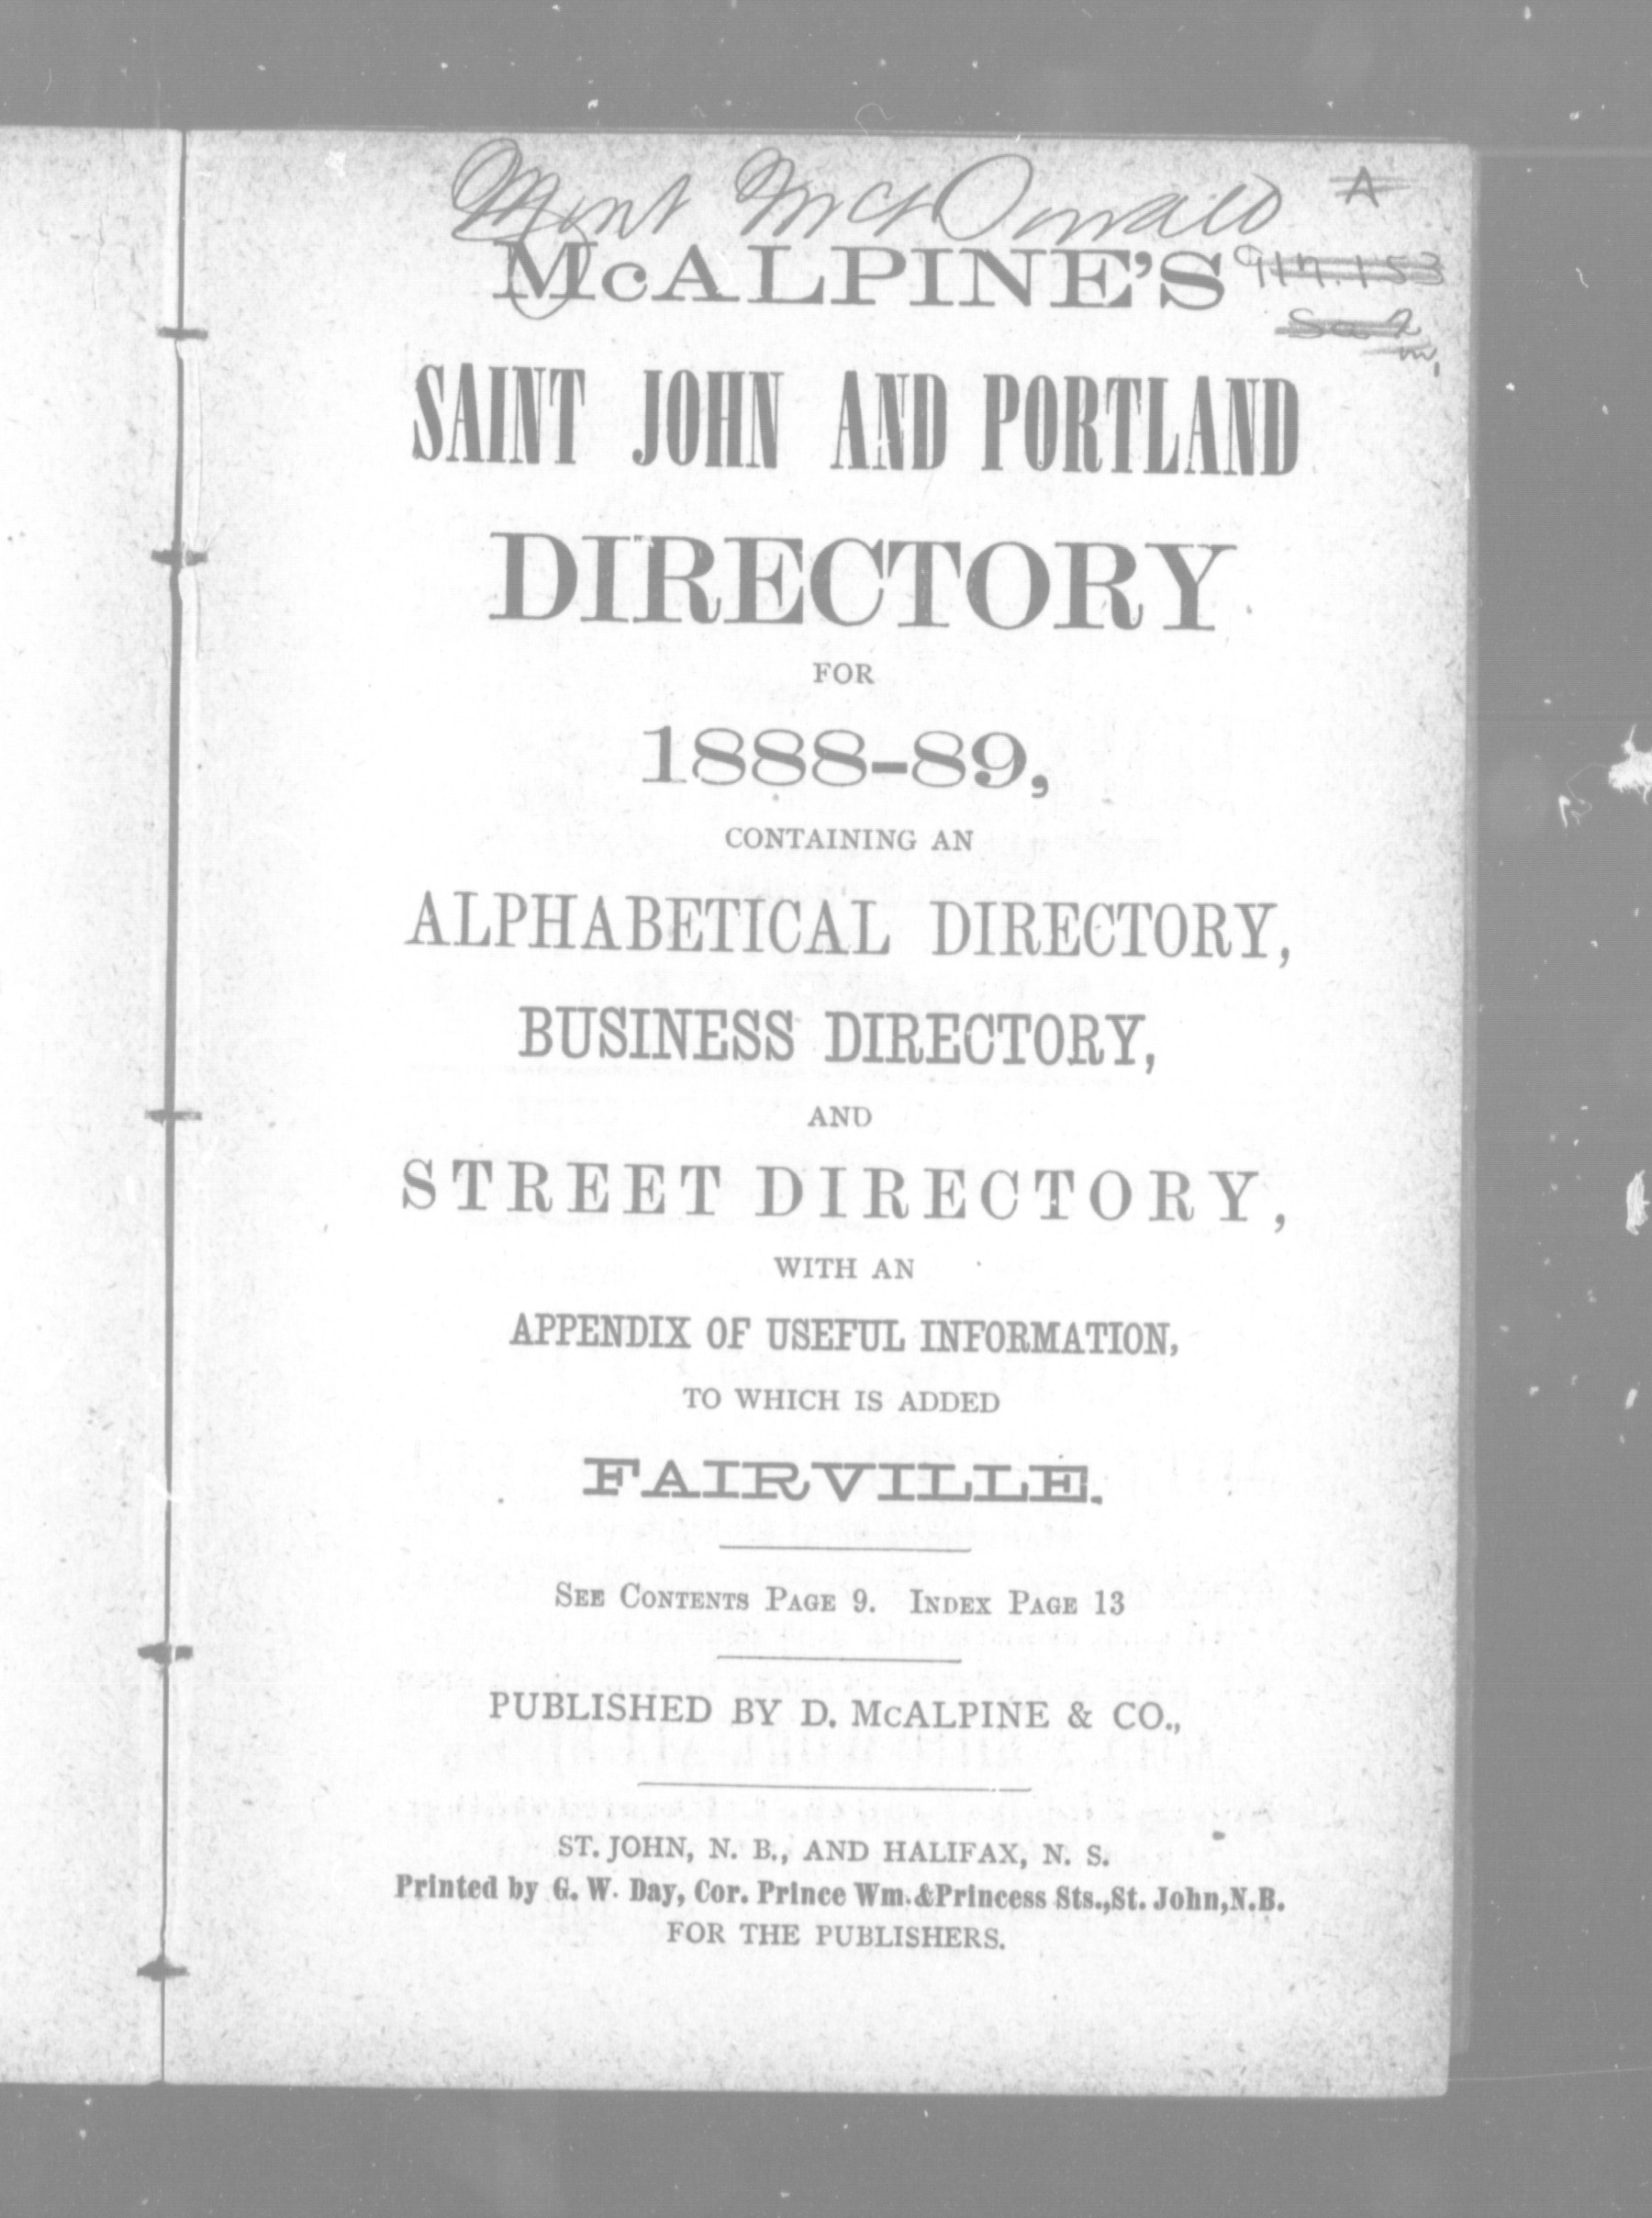 McDonald
A
917.153
McALPINE'S
SAINT JOHN AND PORTLAND
DIRECTORY
FOR
1888-89,
CONTAINING AN
ALPHABETICAL DIRECTORY,
BUSINESS DIRECTORY,
AND
STREET DIRECTORY,
WITH AN
APPENDIX OF USEFUL INFORMATION,
TO WHICH IS ADDED
FAIRVILLE.
SEE CONTENTS PAGE 9. INDEX PAGE 13
PUBLISHED BY D. McALPINE & CO.,
ST. JOHN, N. B., AND HALIFAX, N. S.
Printed by G. W. Day, Cor. Prince Wm.&Princess Sts.,St. John,N.B.
FOR THE PUBLISHERS.